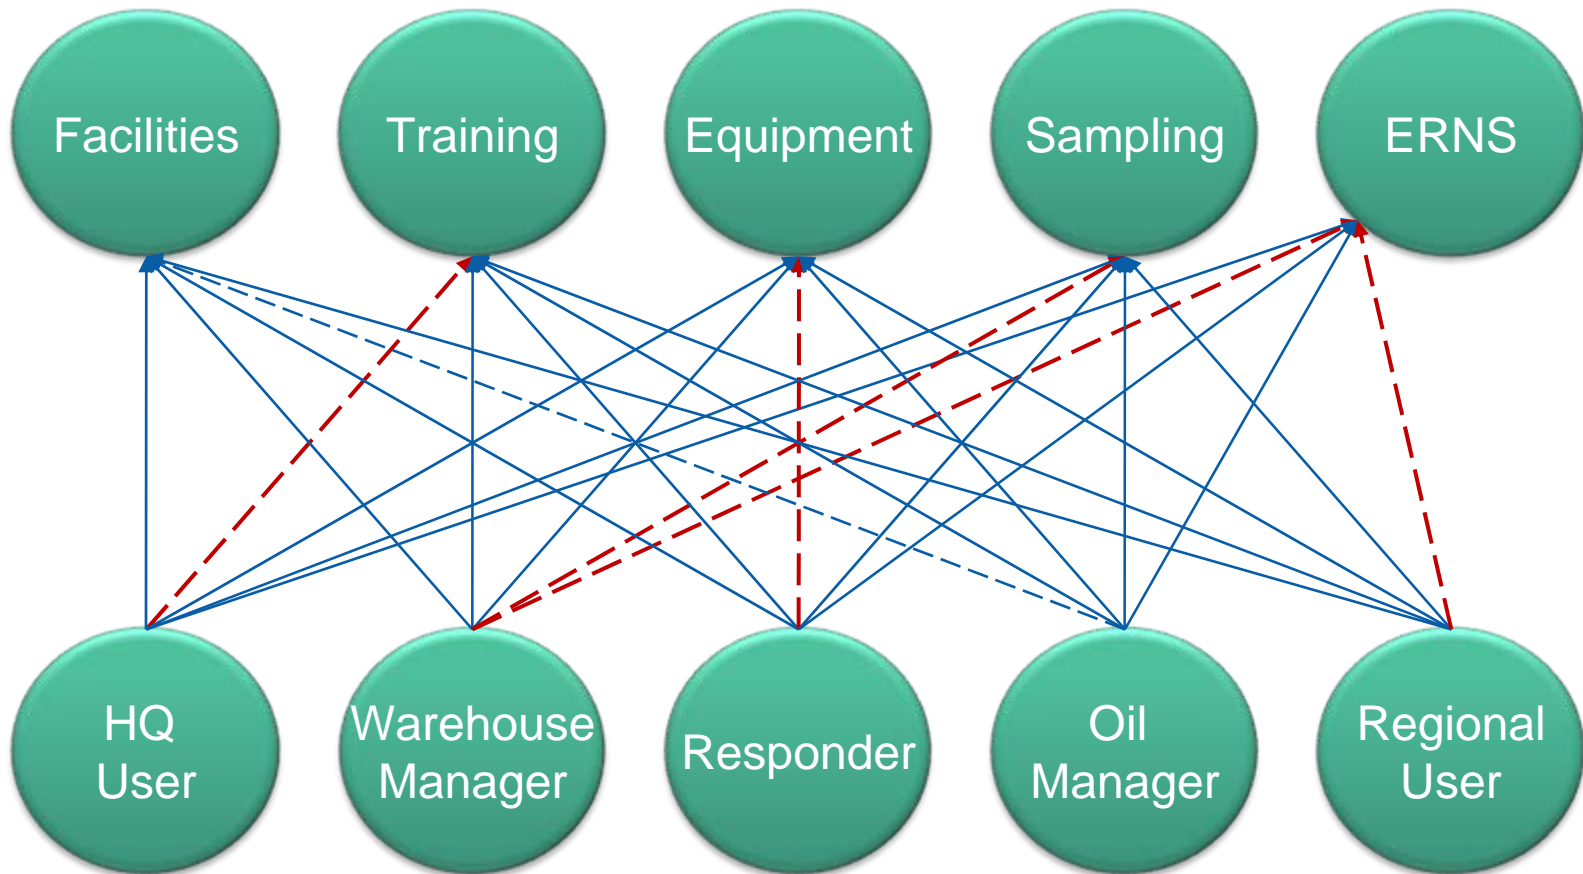 Facilities
Training
Equipment
Sampling
ERNS
HQ
User
Warehouse
Manager
Responder
Oil
Manager
Regional
User